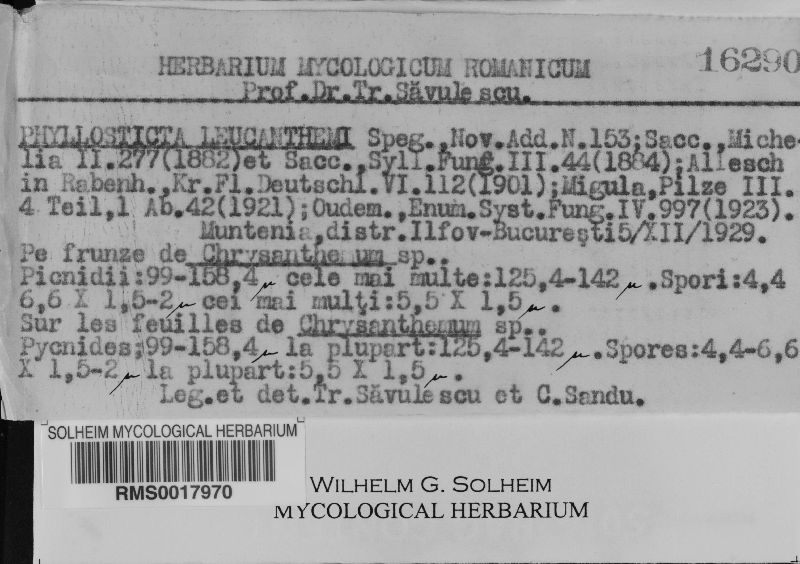 HERBARIUM MYCOLOGICUM ROMANICUM 16290
Prof.Dr.Tr.Săvulescu.
PHYLLOSTICTA LEUCANTHEMI Speg.,Nov.Add.N.153;Sacc.,Miche-
lia II.277(1882)et Sacc.,Syll.Fung.III.44(1884);Allesch
in Rabenh.,Kr.Fl.Deutschl.VI.112(1901);Migula,Pilze III.
4 Teil,1 Ab.42(1921);Oudem.,Enum.Syst.Fung.IV.997(1923).
Muntenia,distr.Ilfov-Bucureşti5/XII/1929.
Pe frunze de Chrysanthemum sp..
Picnidii:99-158,4µ cele mai multe:125,4-142µ.Spori:4,4
6,6 X 1,5-2µ cei mai mulţi:5,5 X 1,5µ.
Sur les feuilles de Chrysanthemum sp..
Pycnides;99-158,4µ la plupart:125,4-142µ.Spores:4,4-6,6
X 1,5-2µ la plupart:5,5 X 1,5µ.
Leg.et det.Tr.Săvulescu et C.Sandu.
SOLHEIM MYCOLOGICAL HERBARIUM
RMS0017970
WILHELM G. SOLHEIM
MYCOLOGICAL HERBARIUM